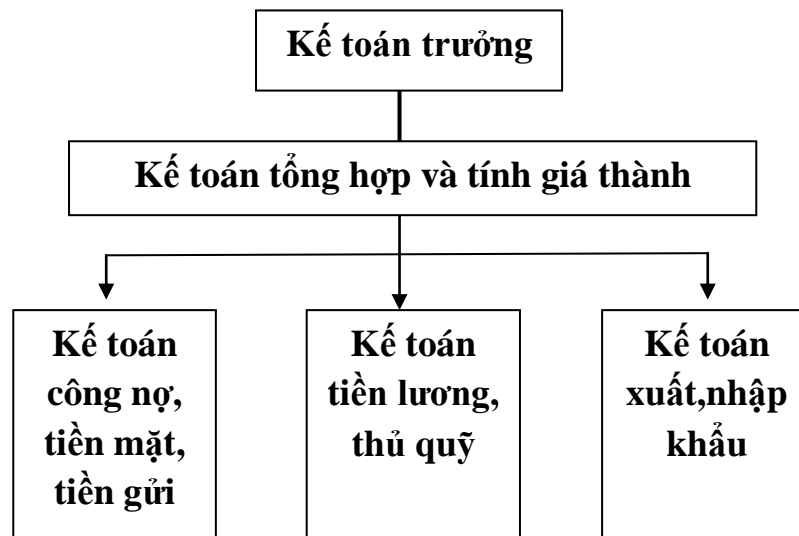 Kế toán trưởng
Kế toán tổng hợp và tính giá thành
Kế toán
công nợ,
tiền mặt,
tiền gửi
Kế toán
tiền lương,
thủ quỹ
Kế toán
xuất,nhập
khẩu